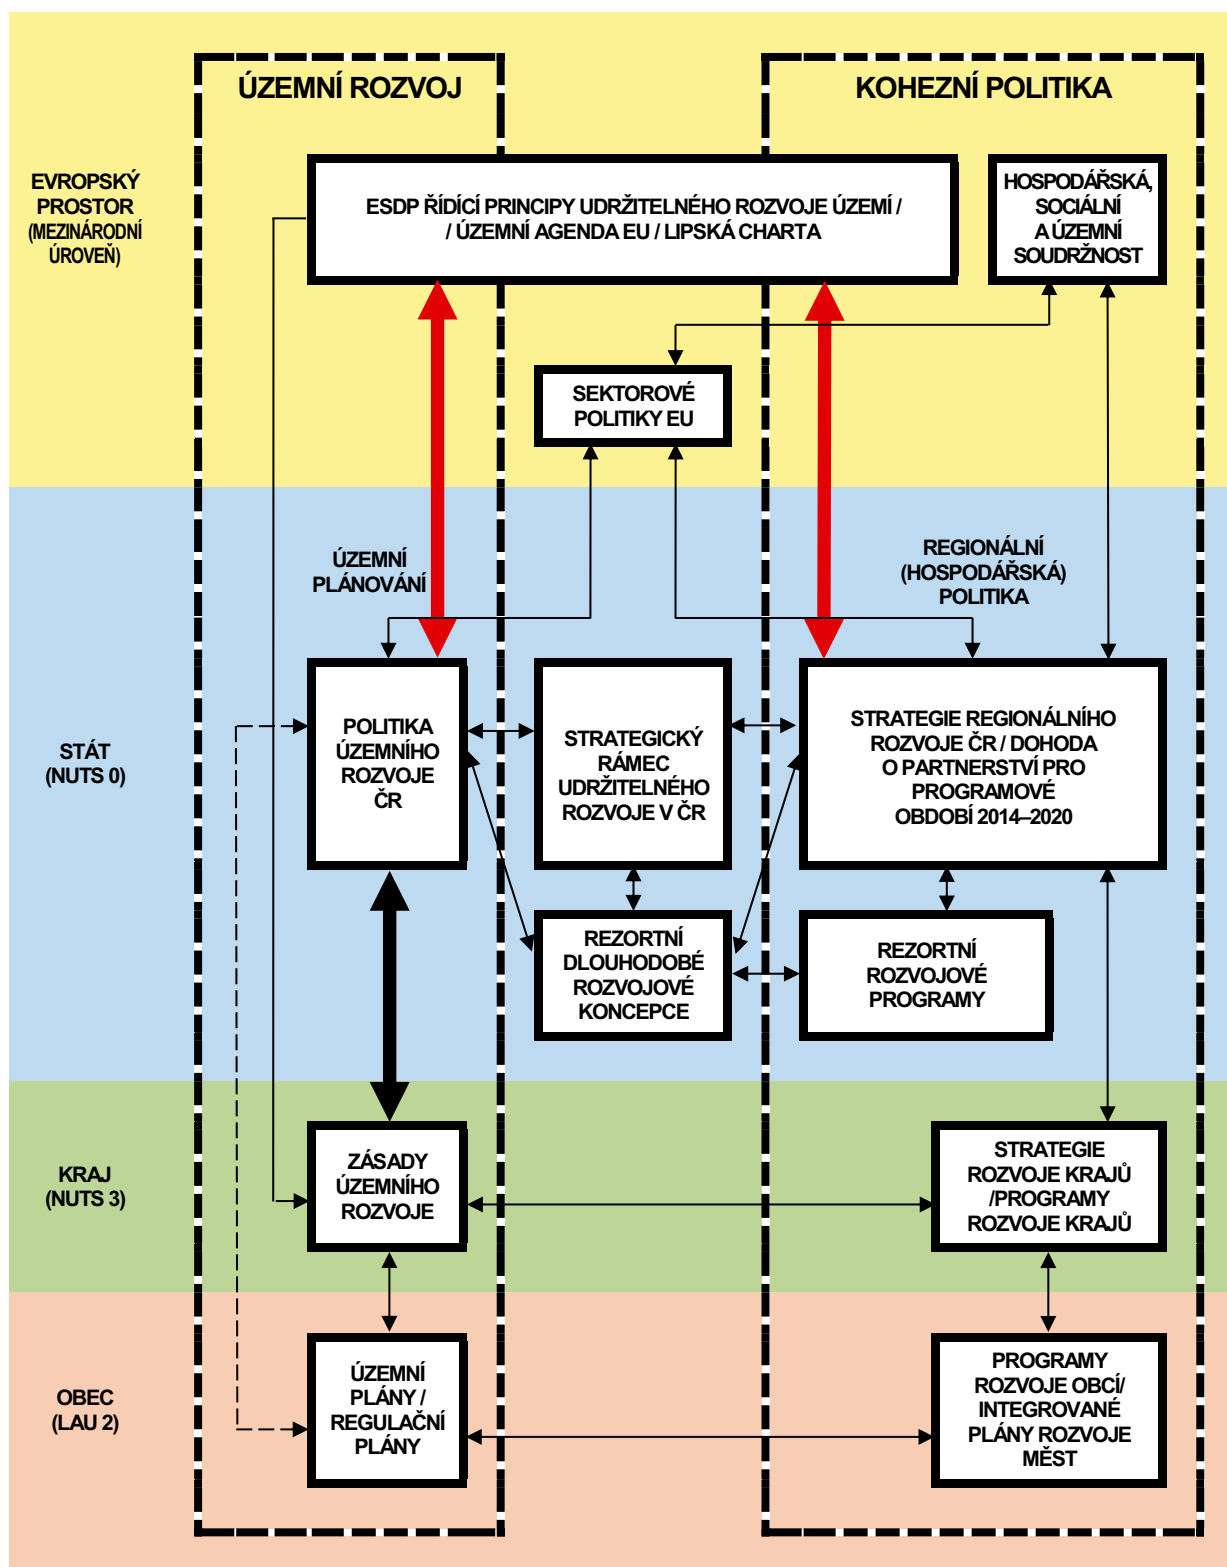 ÚZEMNÍ ROZVOJ
KOHEZNÍ POLITIKA
EVROPSKÝ
PROSTOR
(MEZINÁRODNÍ
ÚROVEŇ)
ESDP ŘÍDÍCÍ PRINCIPY UDRŽITELNÉHO ROZVOJE ÚZEMÍ /
/ ÚZEMNÍ AGENDA EU / LIPSKÁ CHARTA
HOSPODÁŘSKÁ,
SOCIÁLNÍ
A ÚZEMNÍ
SOUDRŽNOST
SEKTOROVÉ
POLITIKY EU
ÚZEMNÍ
PLÁNOVÁNÍ
REGIONÁLNÍ
(HOSPODÁŘSKÁ)
POLITIKA
STÁT
(NUTS 0)
POLITIKA
ÚZEMNÍHO
ROZVOJE
ČR
STRATEGICKÝ
RÁMEC
UDRŽITELNÉHO
ROZVOJE V ČR
STRATEGIE REGIONÁLNÍHO
ROZVOJE ČR / DOHODA
O PARTNERSTVÍ PRO
PROGRAMOVÉ
OBDOBÍ 2014–2020
REZORTNÍ
DLOUHODOBÉ
ROZVOJOVÉ
KONCEPCE
REZORTNÍ
ROZVOJOVÉ
PROGRAMY
KRAJ
(NUTS 3)
ZÁSADY
ÚZEMNÍHO
ROZVOJE
STRATEGIE
ROZVOJE KRAJŮ
/PROGRAMY
ROZVOJE KRAJŮ
OBEC
(LAU 2)
ÚZEMNÍ
PLÁNY /
REGULAČNÍ
PLÁNY
PROGRAMY
ROZVOJE OBCÍ/
INTEGROVANÉ
PLÁNY ROZVOJE
MĚST